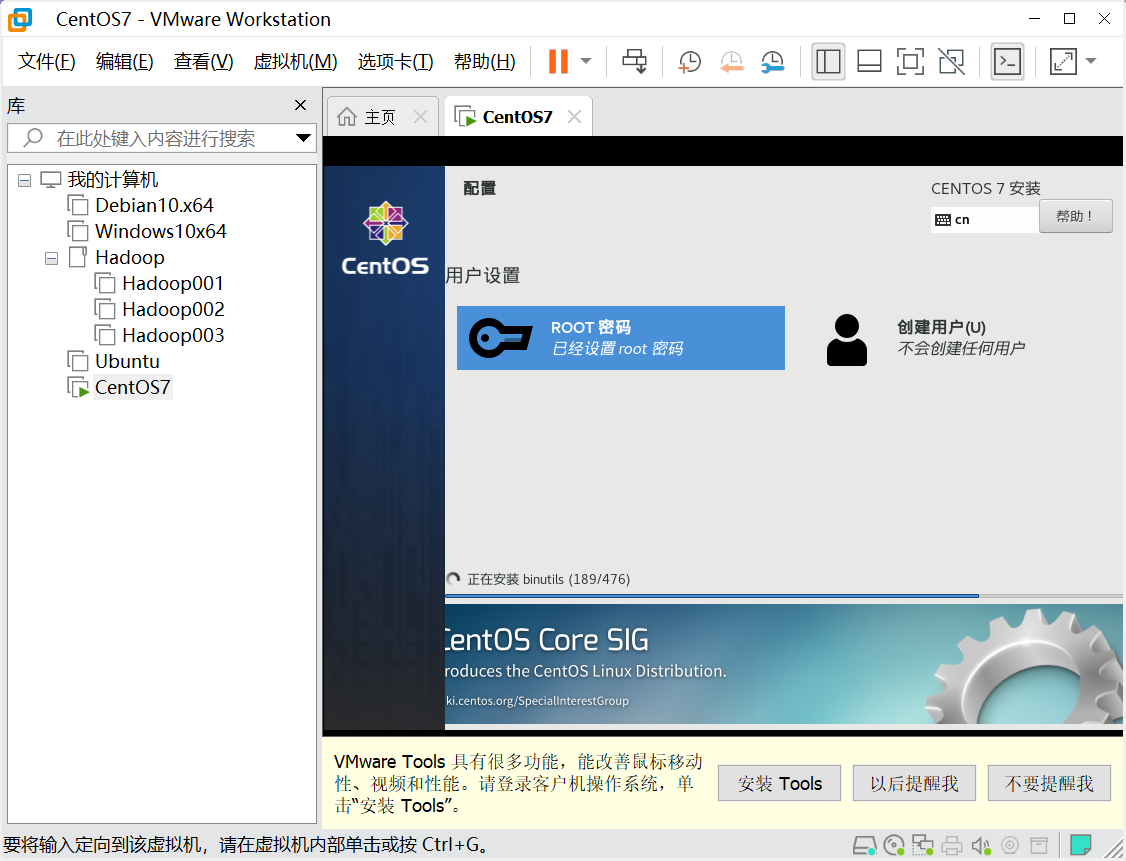 CentOS7 - VMware Workstation
文件(F) 编辑(E) 查看(V) 虚拟机(M) 选项卡(T) 帮助(H)
库
在此处键入内容进行搜索
主页
CentOS7
我的计算机
Debian10.x64
Windows10x64
Hadoop
Hadoop001
Hadoop002
Hadoop003
Ubuntu
CentOS7
CentOS
配置
CENTOS 7 安装
cn
帮助！
用户设置
ROOT 密码
已经设置 root 密码
创建用户(U)
不会创建任何用户
正在安装 binutils (189/476)
CentOS Core SIG
roduces the CentOS Linux Distribution.
ki.centos.org/SpecialInterestGroup
VMware Tools 具有很多功能，能改善鼠标移动
性、视频和性能。请登录客户机操作系统，单
击“安装 Tools”。
安装 Tools
以后提醒我
不要提醒我
要将输入定向到该虚拟机，请在虚拟机内部单击或按 Ctrl+G。